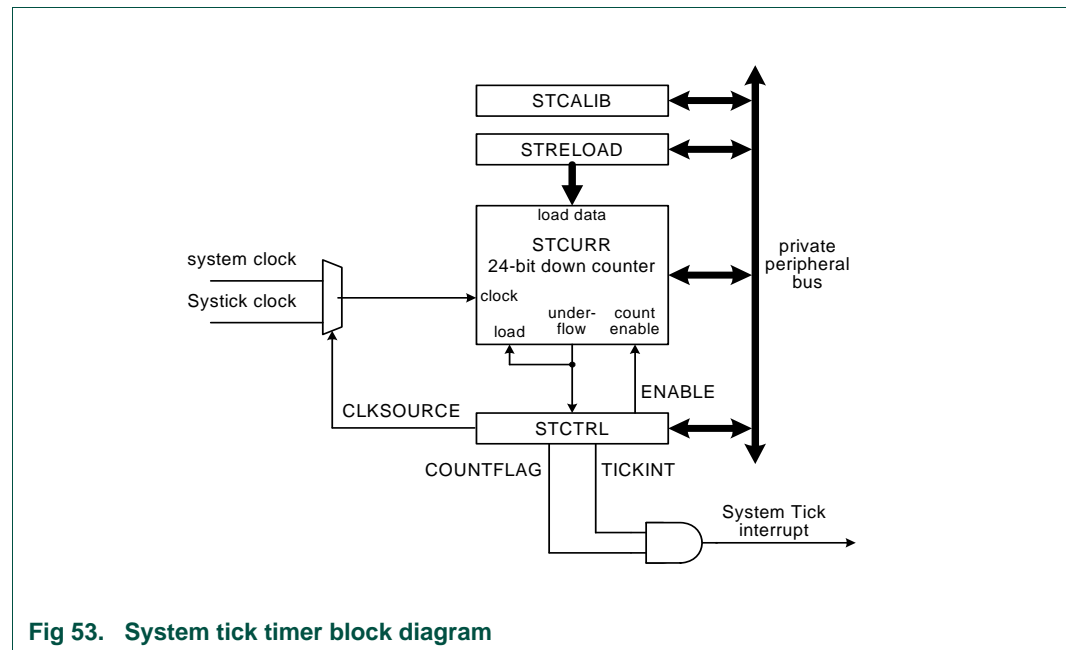 STCALIB
STRELOAD
load data
STCURR
24-bit down counter
private
peripheral
bus
system clock
Systick clock
clock
under-
flow
count
enable
load
ENABLE
CLKSOURCE
STCTRL
COUNTFLAG
TICKINT
System Tick
interrupt
Fig 53. System tick timer block diagram